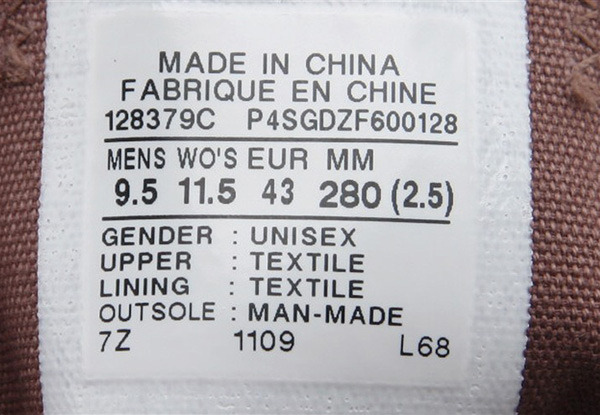 MADE IN CHINA
FABRIQUE EN CHINE
128379C P4SGDZF600128
MENS WO'S EUR MM
9.5 11.5 43 280 (2.5)
GENDER : UNISEX
UPPER : TEXTILE
LINING : TEXTILE
OUTSOLE : MAN-MADE
7Z 1109 L68